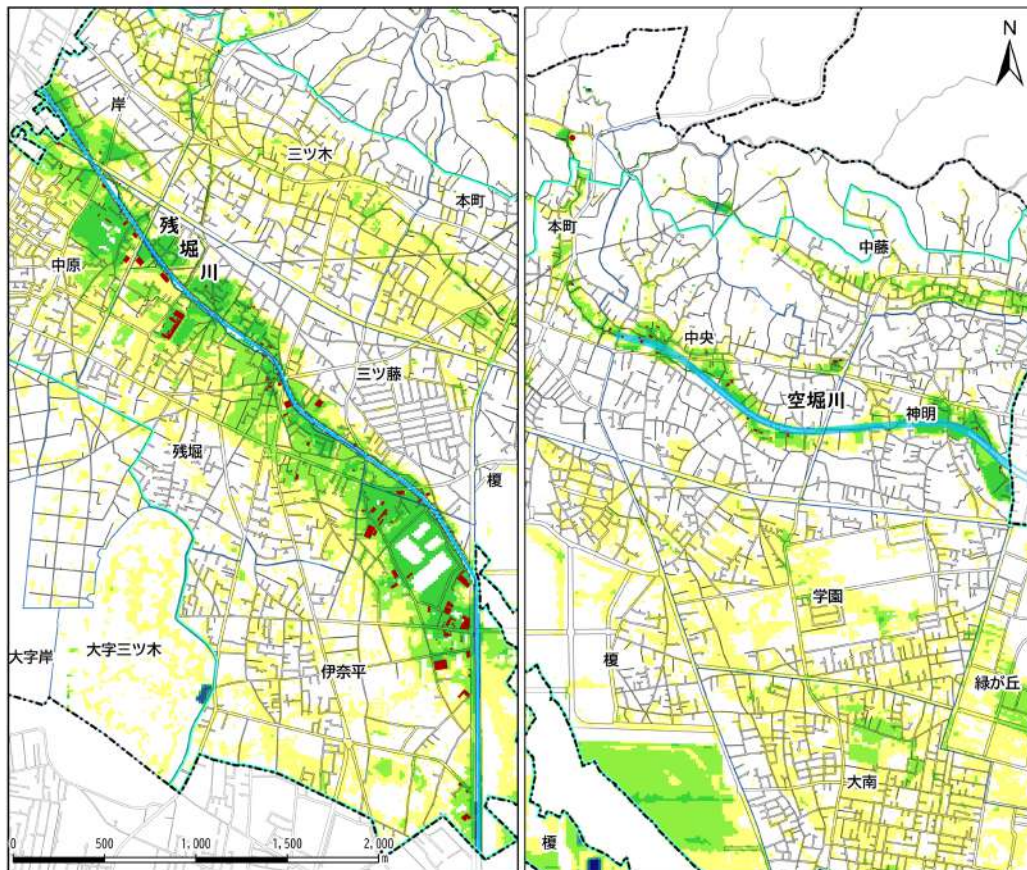 岸
三ツ木
本町
残堀川
中原
三ツ藤
残堀
榎
大字岸
大字三ツ木
伊奈平
0 500 1,000 1,500 2,000
m
N
本町
中藤
中央
空堀川
神明
学園
榎
緑が丘
大南
榎